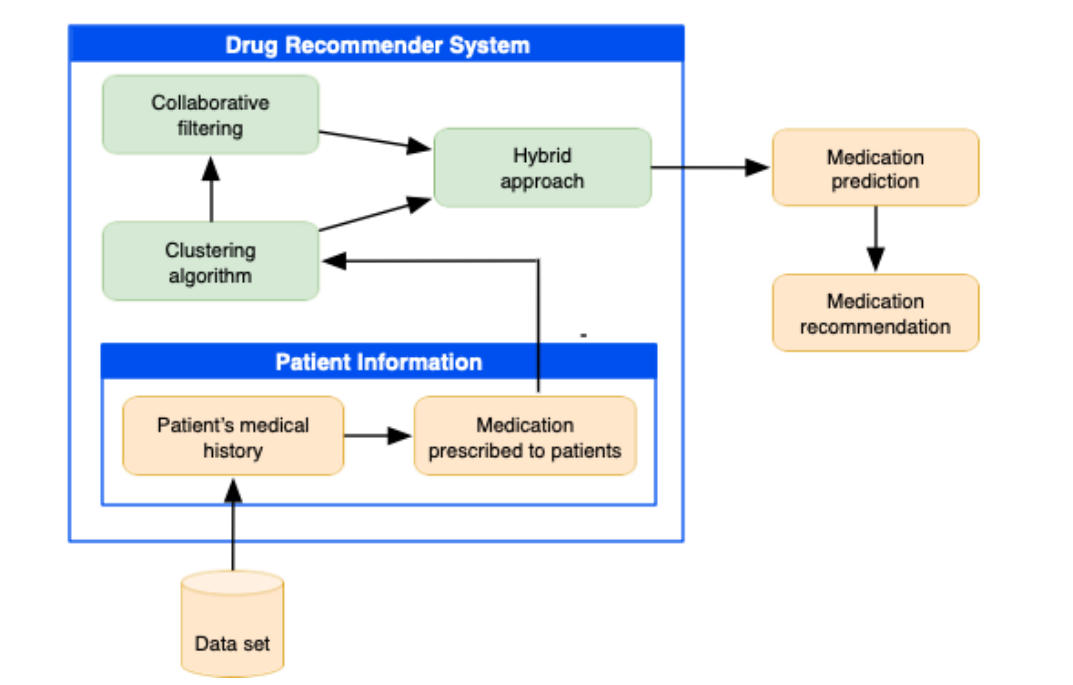 Drug Recommender System
Collaborative
filtering
Hybrid
approach
Medication
prediction
Clustering
algorithm
Medication
recommendation
Patient Information
Patient’s medical
history
Medication
prescribed to patients
Data set